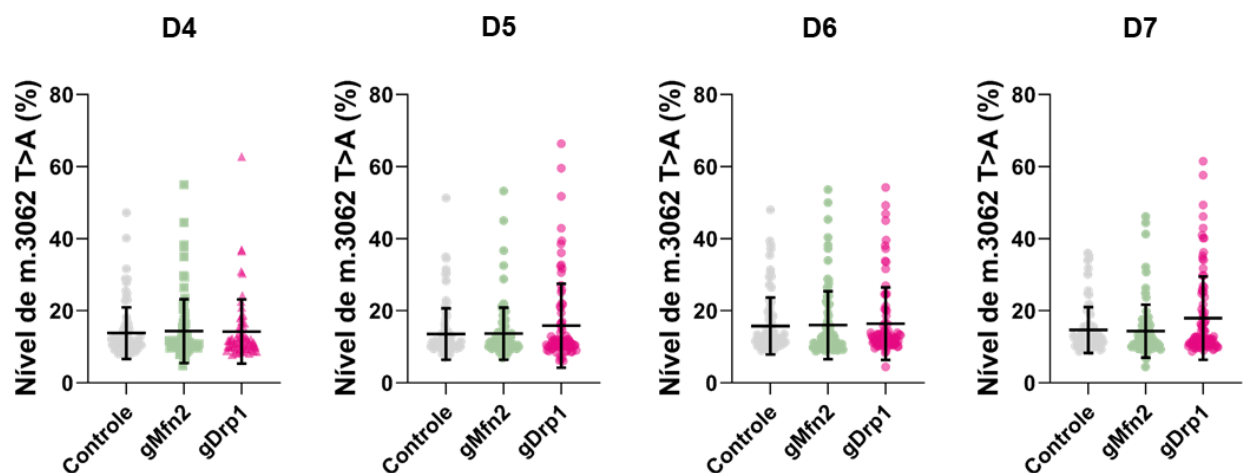 D4
D5
D6
D7
Nível de m.3062 T>A (%)
80
60
40
20
0
Controle
gMfn2
gDrp1
Nível de m.3062 T>A (%)
80
60
40
20
0
Controle
gMfn2
gDrp1
Nível de m.3062 T>A (%)
80
60
40
20
0
Controle
gMfn2
gDrp1
Nível de m.3062 T>A (%)
80
60
40
20
0
Controle
gMfn2
gDrp1